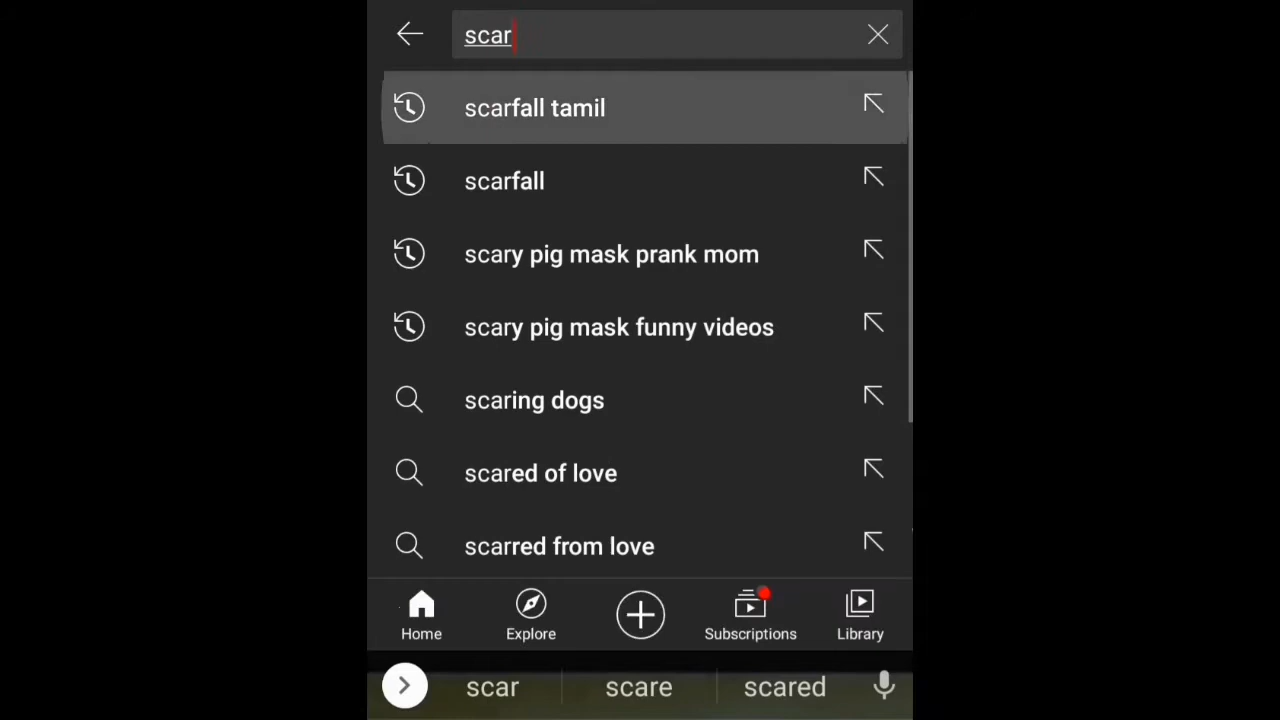 scar
scarfall tamil
scarfall
scary pig mask prank mom
scary pig mask funny videos
scaring dogs
scared of love
scarred from love
Home Explore Subscriptions Library
scar scare scared